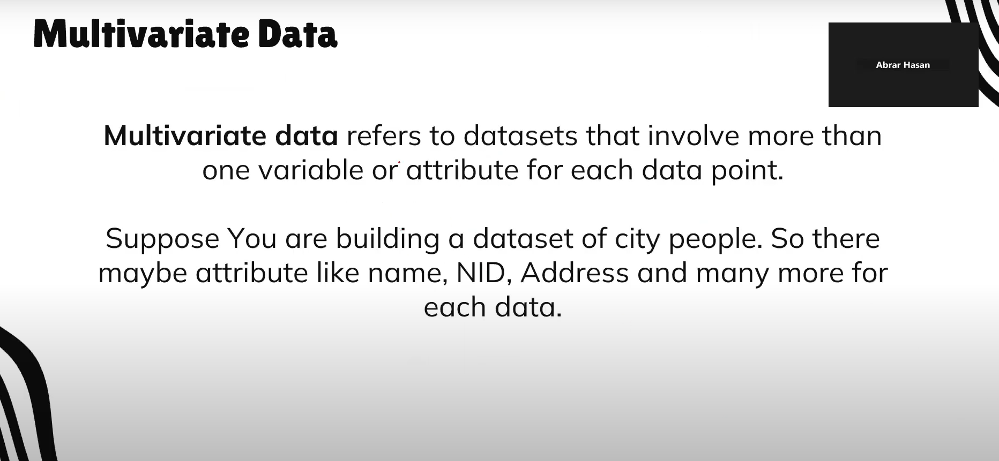 Multivariate Data
Abrar Hasan
Multivariate data refers to datasets that involve more than
one variable or attribute for each data point.
Suppose You are building a dataset of city people. So there
maybe attribute like name, NID, Address and many more for
each data.